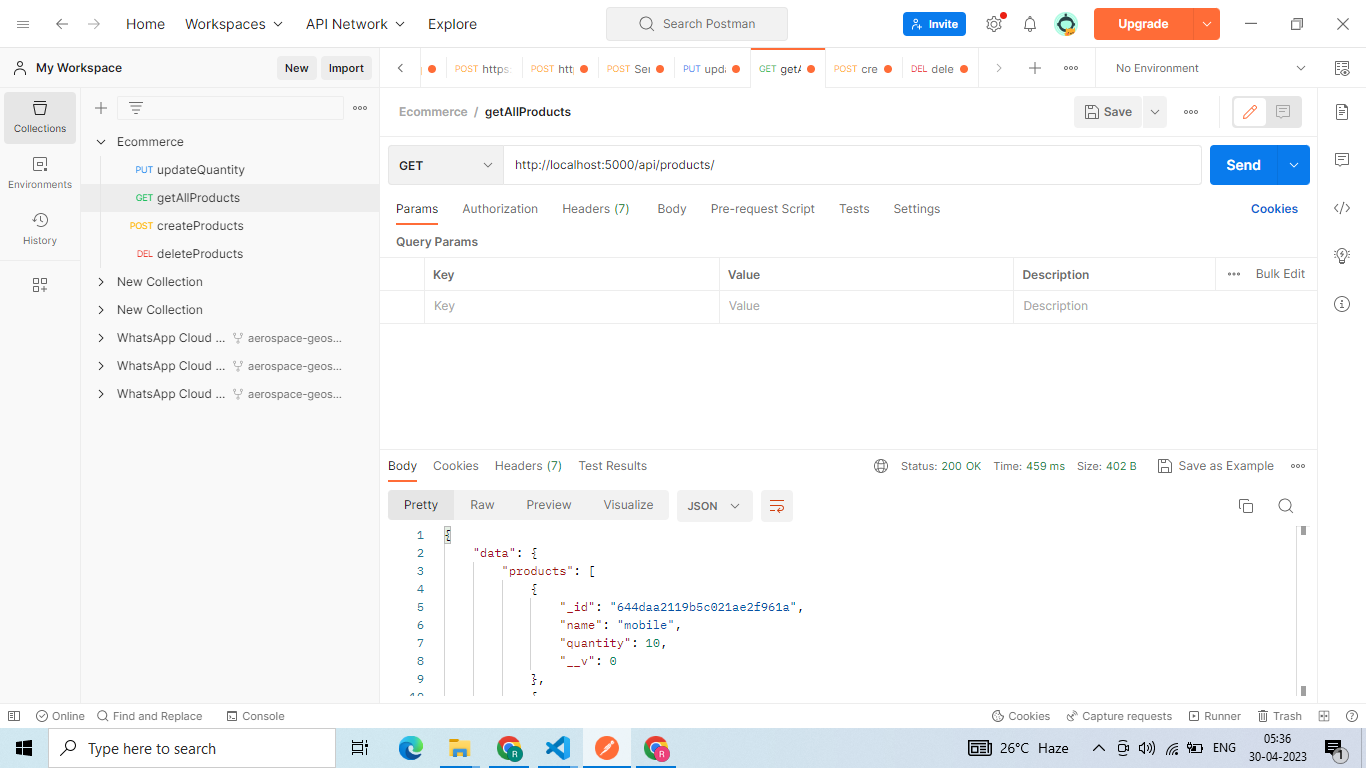 Home Workspaces API Network Explore Search Postman Invite Upgrade
My Workspace New Import POST https: POST htt POST Se PUT upda GET getA POST cre DEL dele No Environment
Collections
Environments
History
Ecommerce
PUT updateQuantity
GET getAllProducts
POST createProducts
DEL deleteProducts
New Collection
New Collection
WhatsApp Cloud ... aerospace-geos...
WhatsApp Cloud ... aerospace-geos...
WhatsApp Cloud ... aerospace-geos...
Ecommerce / getAllProducts Save
GET http://localhost:5000/api/products/ Send
Params Authorization Headers (7) Body Pre-request Script Tests Settings Cookies
Query Params
Key Value Description Bulk Edit
Key Value Description
Body Cookies Headers (7) Test Results Status: 200 OK Time: 459 ms Size: 402 B Save as Example
Pretty Raw Preview Visualize JSON
1 {
2 "data": {
3 "products": [
4 {
5 "_id": "644daa2119b5c021ae2f961a",
6 "name": "mobile",
7 "quantity": 10,
8 "__v": 0
9 },
10 {
Online Find and Replace Console Cookies Capture requests Runner Trash
Type here to search 26°C Haze ENG 05:36
30-04-2023 1